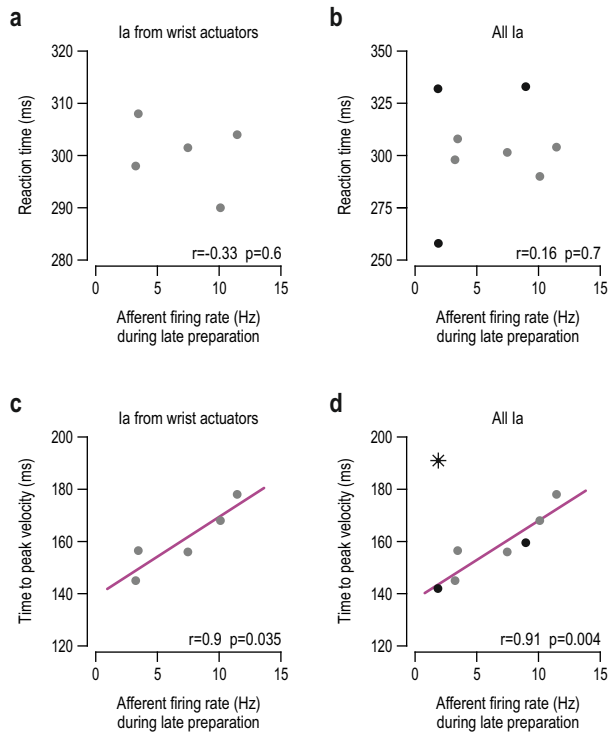 a
Ia from wrist actuators
Reaction time (ms)
320
310
300
290
280
r=-0.33 p=0.6
0 5 10 15
Afferent firing rate (Hz)
during late preparation
b
All Ia
Reaction time (ms)
350
325
300
275
250
r=0.16 p=0.7
0 5 10 15
Afferent firing rate (Hz)
during late preparation
c
Ia from wrist actuators
Time to peak velocity (ms)
200
180
160
140
120
r=0.9 p=0.035
0 5 10 15
Afferent firing rate (Hz)
during late preparation
d
All Ia
Time to peak velocity (ms)
200
180
160
140
120
r=0.91 p=0.004
0 5 10 15
Afferent firing rate (Hz)
during late preparation